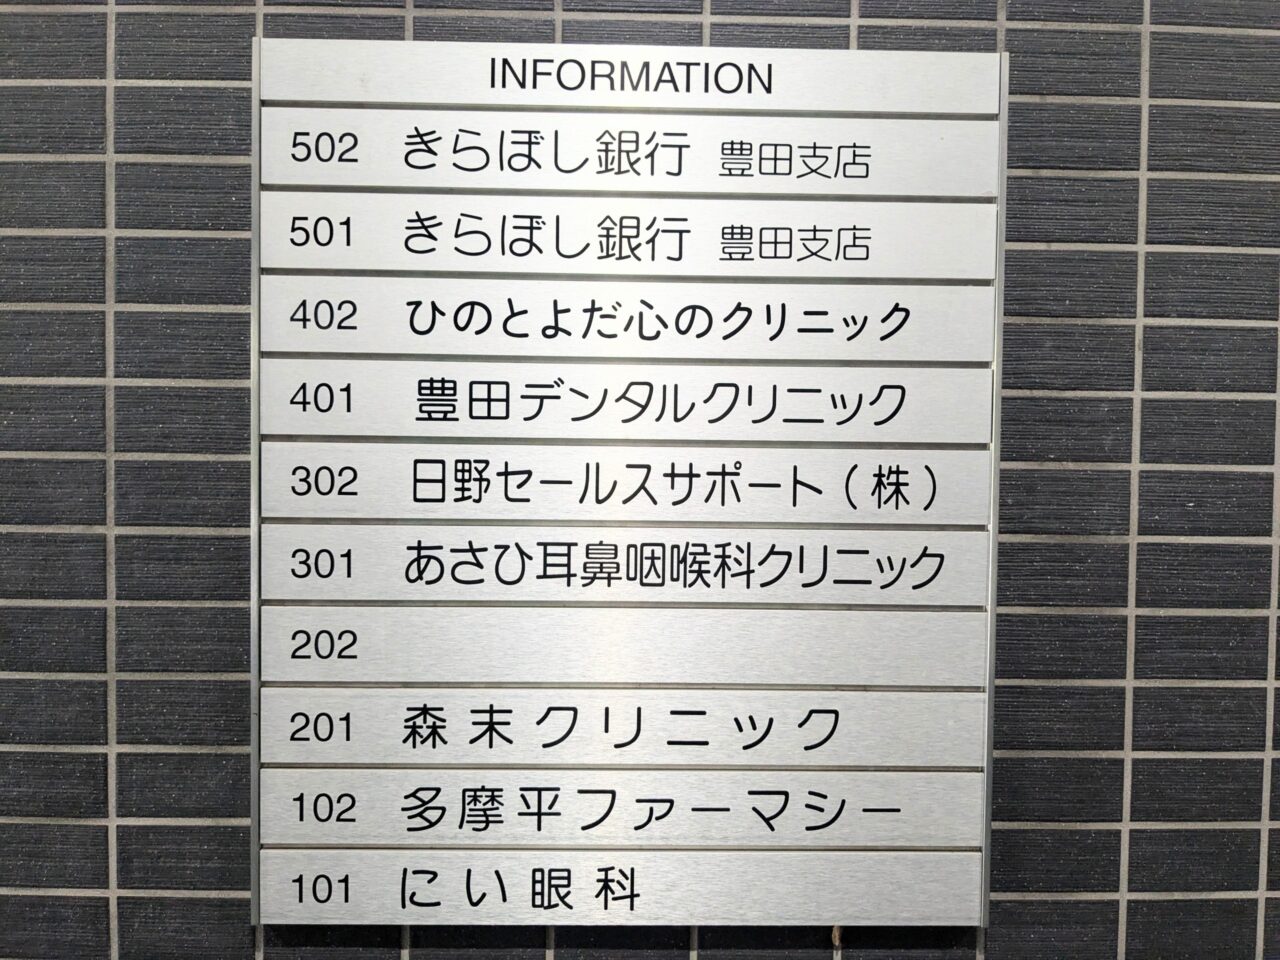 INFORMATION
502 きらぼし銀行 豊田支店
501 きらぼし銀行 豊田支店
402 ひのとよだ心のクリニック
401 豊田デンタルクリニック
302 日野セールスサポート(株)
301 あさひ耳鼻咽喉科クリニック
202
201 森末クリニック
102 多摩平ファーマシー
101 にい眼科